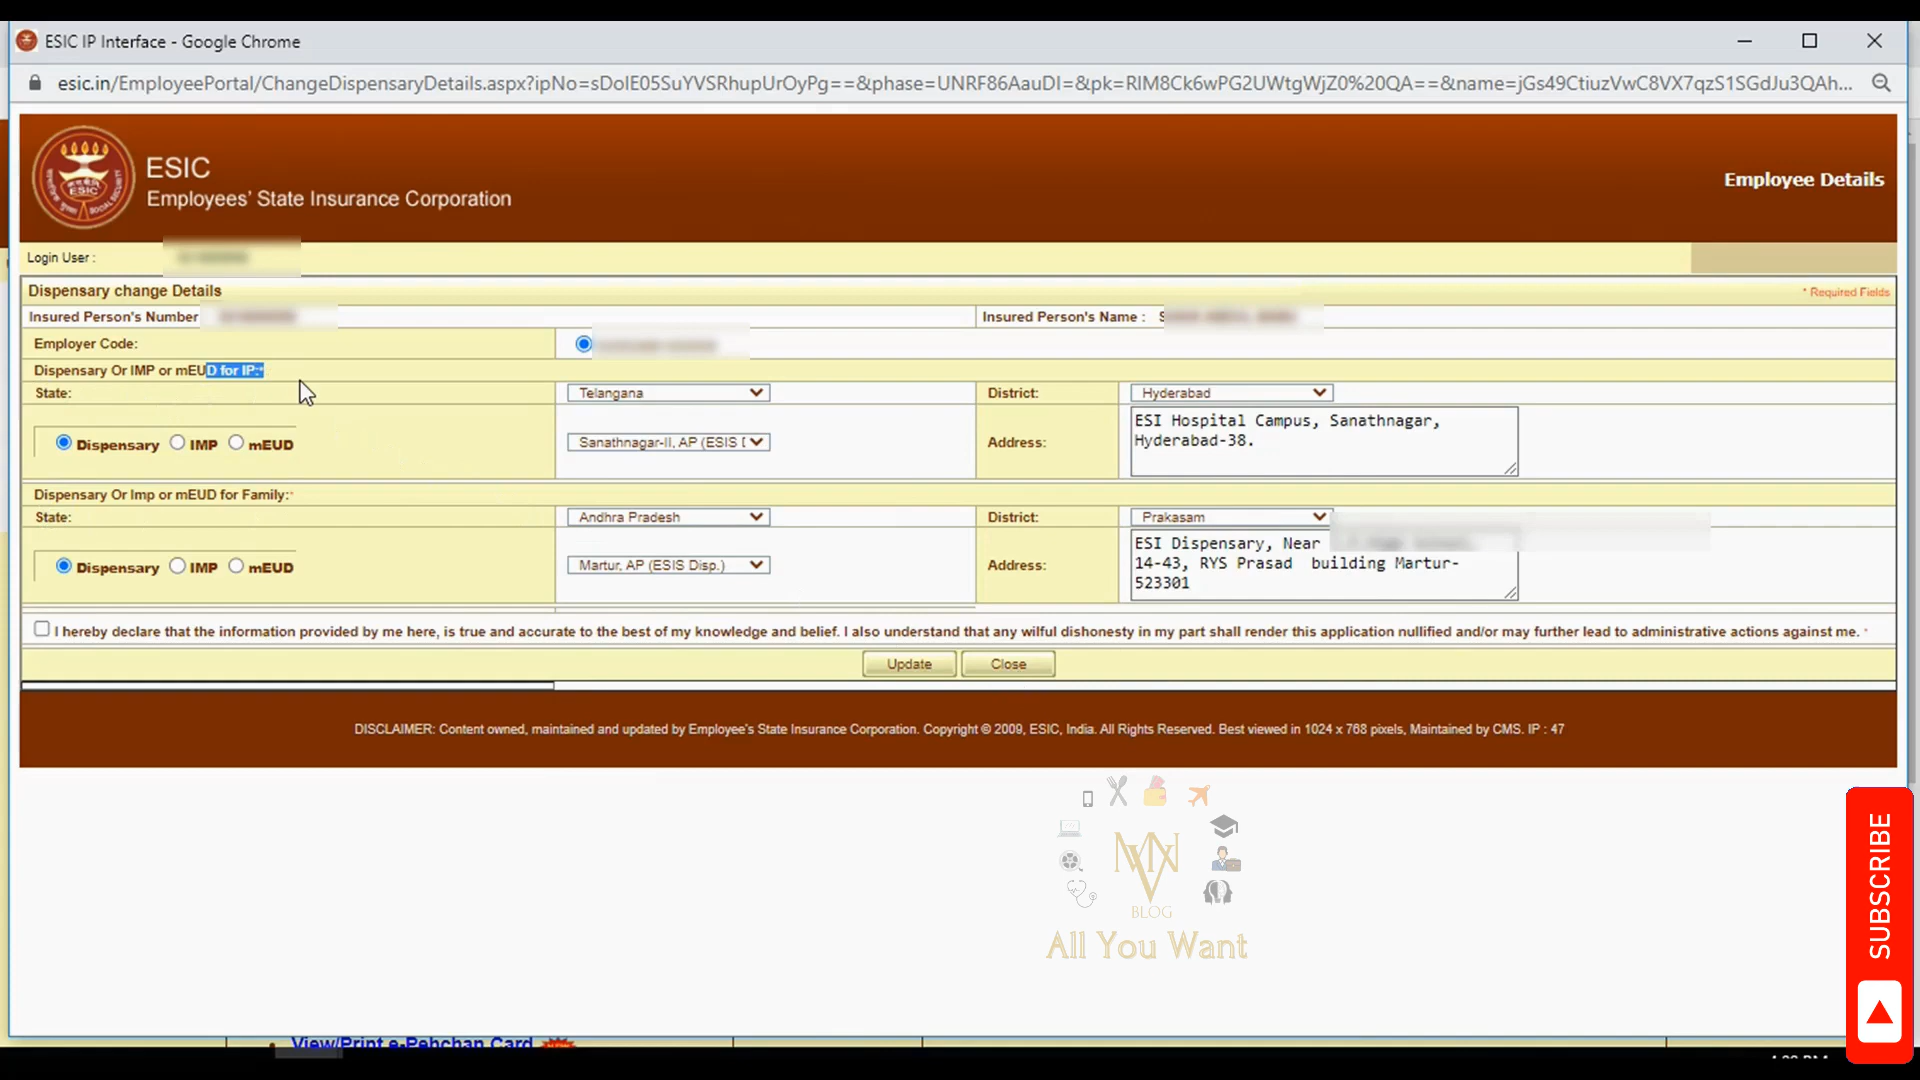 ESIC IP Interface - Google Chrome
esic.in/EmployeePortal/ChangeDispensaryDetails.aspx?ipNo=sDolE05SuYVSRhupUrOyPg==&phase=UNRF86AauDI=&pk=RlM8Ck6wPG2UWtgWjZ0%20QA==&name=jGs49CtiuzVwC8VX7qzS1SGdJu3QAh...
ESIC
Employees' State Insurance Corporation
Employee Details
Login User :
Dispensary change Details
* Required Fields
Insured Person's Number
Insured Person's Name : S
Employer Code:
Dispensary Or IMP or mEUD for IP:*
State: Telangana District: Hyderabad
Dispensary IMP mEUD Sanathnagar-II, AP (ESIS D Address:
ESI Hospital Campus, Sanathnagar,
Hyderabad-38.
Dispensary Or Imp or mEUD for Family:*
State: Andhra Pradesh District: Prakasam
Dispensary IMP mEUD Martur, AP (ESIS Disp.) Address:
ESI Dispensary, Near
14-43, RYS Prasad building Martur-
523301
I hereby declare that the information provided by me here, is true and accurate to the best of my knowledge and belief. I also understand that any wilful dishonesty in my part shall render this application nullified and/or may further lead to administrative actions against me. *
Update Close
DISCLAIMER: Content owned, maintained and updated by Employee's State Insurance Corporation. Copyright © 2009, ESIC, India. All Rights Reserved. Best viewed in 1024 x 768 pixels, Maintained by CMS. IP : 47
BLOG
All You Want
SUBSCRIBE
View/Print e-Pehchan Card